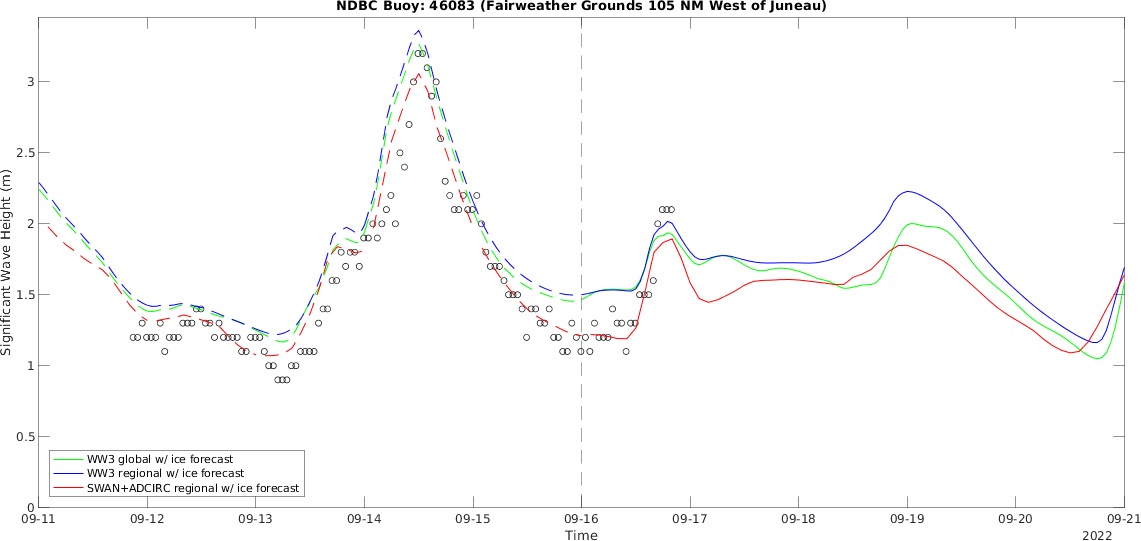 NDBC Buoy: 46083 (Fairweather Grounds 105 NM West of Juneau)
Significant Wave Height (m)
3
2.5
2
1.5
1
0.5
0
WW3 global w/ ice forecast
WW3 regional w/ ice forecast
SWAN+ADCIRC regional w/ ice forecast
09-11 09-12 09-13 09-14 09-15 09-16 09-17 09-18 09-19 09-20 09-21
Time
2022